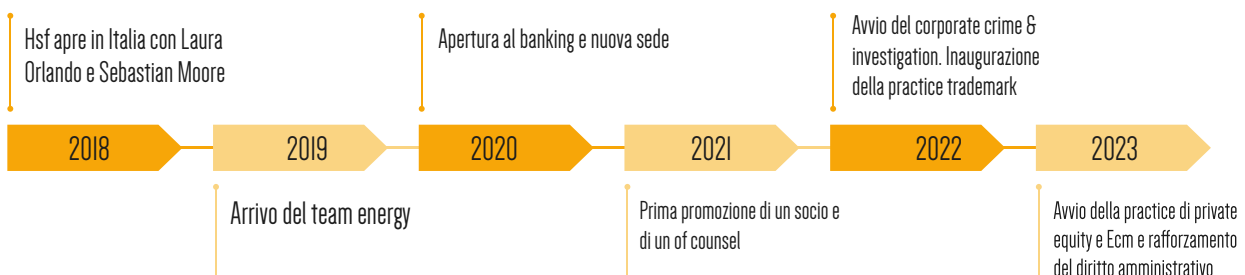 Hsf apre in Italia con Laura
Orlando e Sebastian Moore
Apertura al banking e nuova sede
Avvio del corporate crime &
investigation. Inaugurazione
della practice trademark
2018
2019
2020
2021
2022
2023
Arrivo del team energy
Prima promozione di un socio e
di un of counsel
Avvio della practice di private
equity e Ecm e rafforzamento
del diritto amministrativo